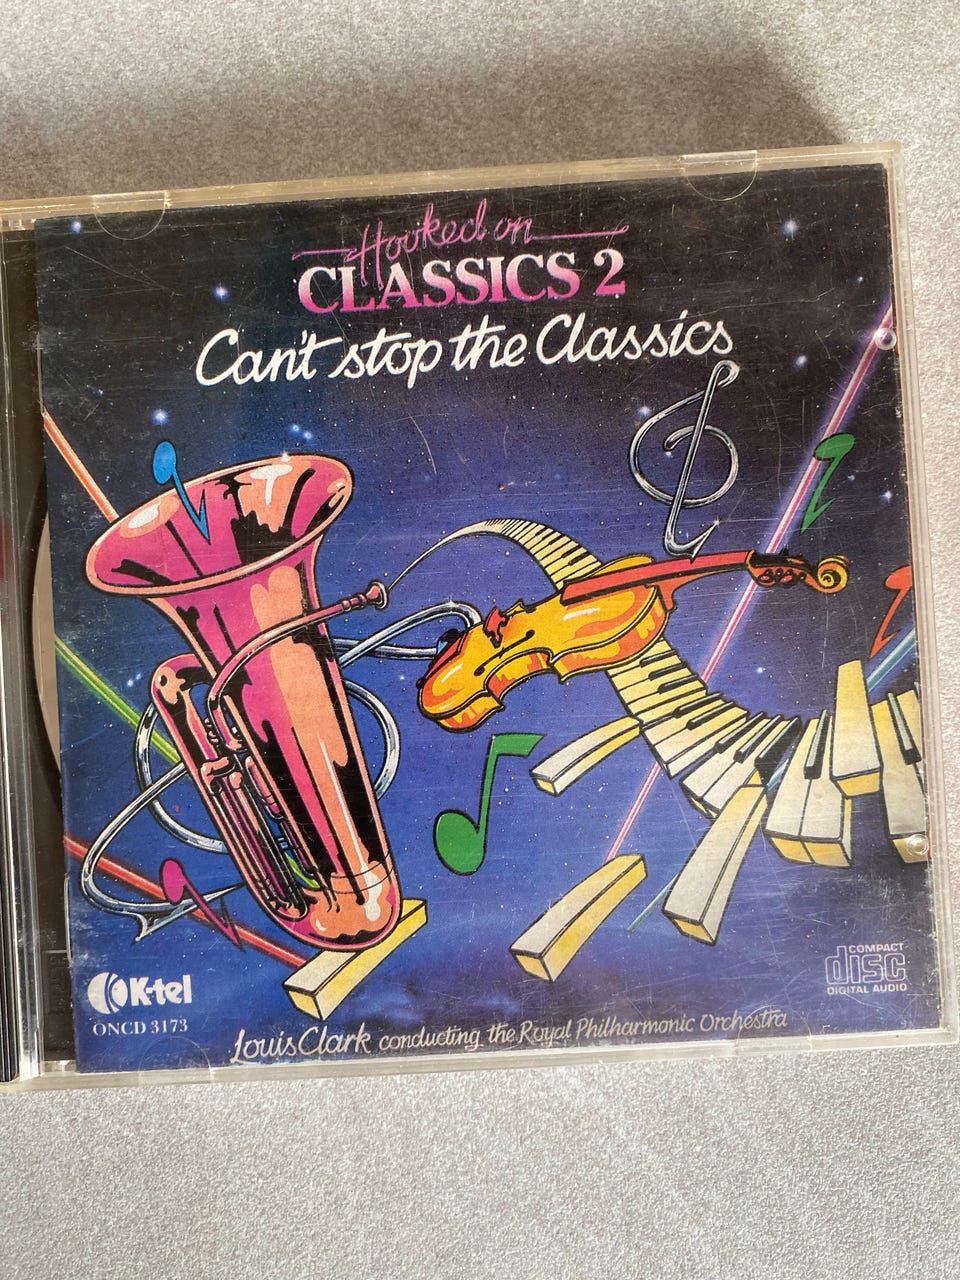 Hooked on
CLASSICS 2
Can't stop the Classics
K-tel
ONCD 3173
COMPACT
disc
DIGITAL AUDIO
Louis Clark conducting the Royal Philharmonic Orchestra